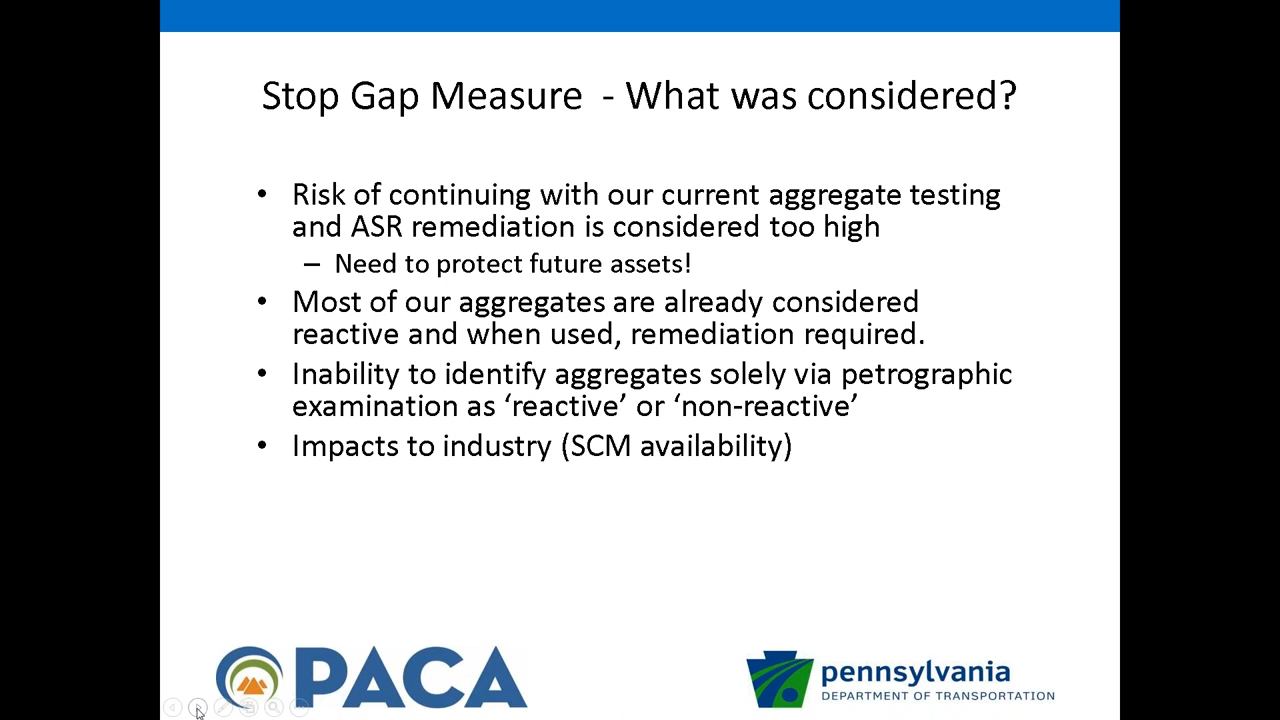 Stop Gap Measure - What was considered?
• Risk of continuing with our current aggregate testing
and ASR remediation is considered too high
– Need to protect future assets!
• Most of our aggregates are already considered
reactive and when used, remediation required.
• Inability to identify aggregates solely via petrographic
examination as ‘reactive’ or ‘non-reactive’
• Impacts to industry (SCM availability)
PACA
pennsylvania
DEPARTMENT OF TRANSPORTATION